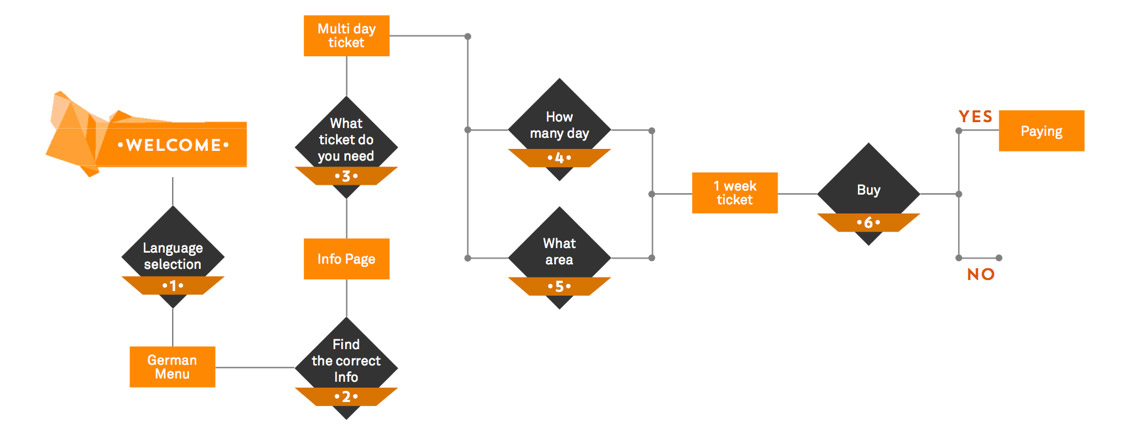 •WELCOME•
Language
selection
•1•
German
Menu
Find
the correct
Info
•2•
Info Page
What
ticket do
you need
•3•
Multi day
ticket
How
many day
•4•
What
area
•5•
1 week
ticket
Buy
•6•
YES
Paying
NO